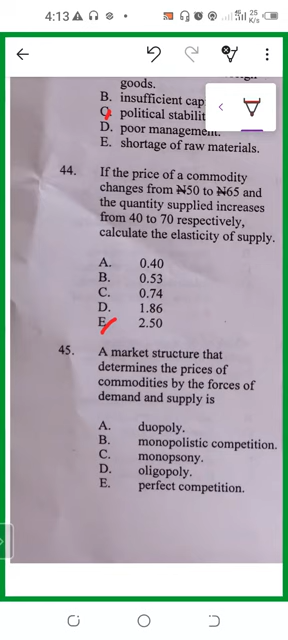 4:13
25
K/s
goods.
B. insufficient cap
C. political stabilit
D. poor management.
E. shortage of raw materials.
44. If the price of a commodity
changes from ₦50 to ₦65 and
the quantity supplied increases
from 40 to 70 respectively,
calculate the elasticity of supply.
A. 0.40
B. 0.53
C. 0.74
D. 1.86
E. 2.50
45. A market structure that
determines the prices of
commodities by the forces of
demand and supply is
A. duopoly.
B. monopolistic competition.
C. monopsony.
D. oligopoly.
E. perfect competition.